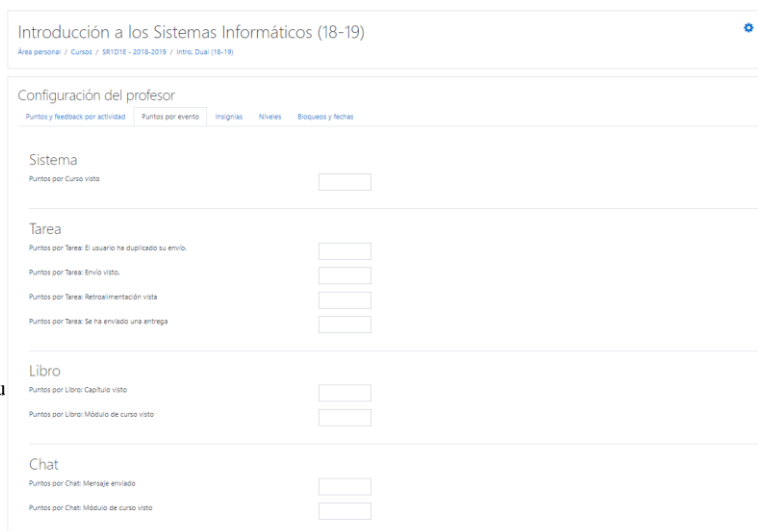 Introducción a los Sistemas Informáticos (18-19)
Área personal / Cursos / SR1D1E - 2018-2019 / Intro. Dual (18-19)
Configuración del profesor
Puntos y feedback por actividad Puntos por evento Insignias Niveles Bloqueos y fechas
Sistema
Puntos por Curso visto
Tarea
Puntos por Tarea: El usuario ha duplicado su envío.
Puntos por Tarea: Envío visto.
Puntos por Tarea: Retroalimentación vista
Puntos por Tarea: Se ha enviado una entrega
Libro
Puntos por Libro: Capítulo visto
Puntos por Libro: Módulo de curso visto
Chat
Puntos por Chat: Mensaje enviado
Puntos por Chat: Módulo de curso visto